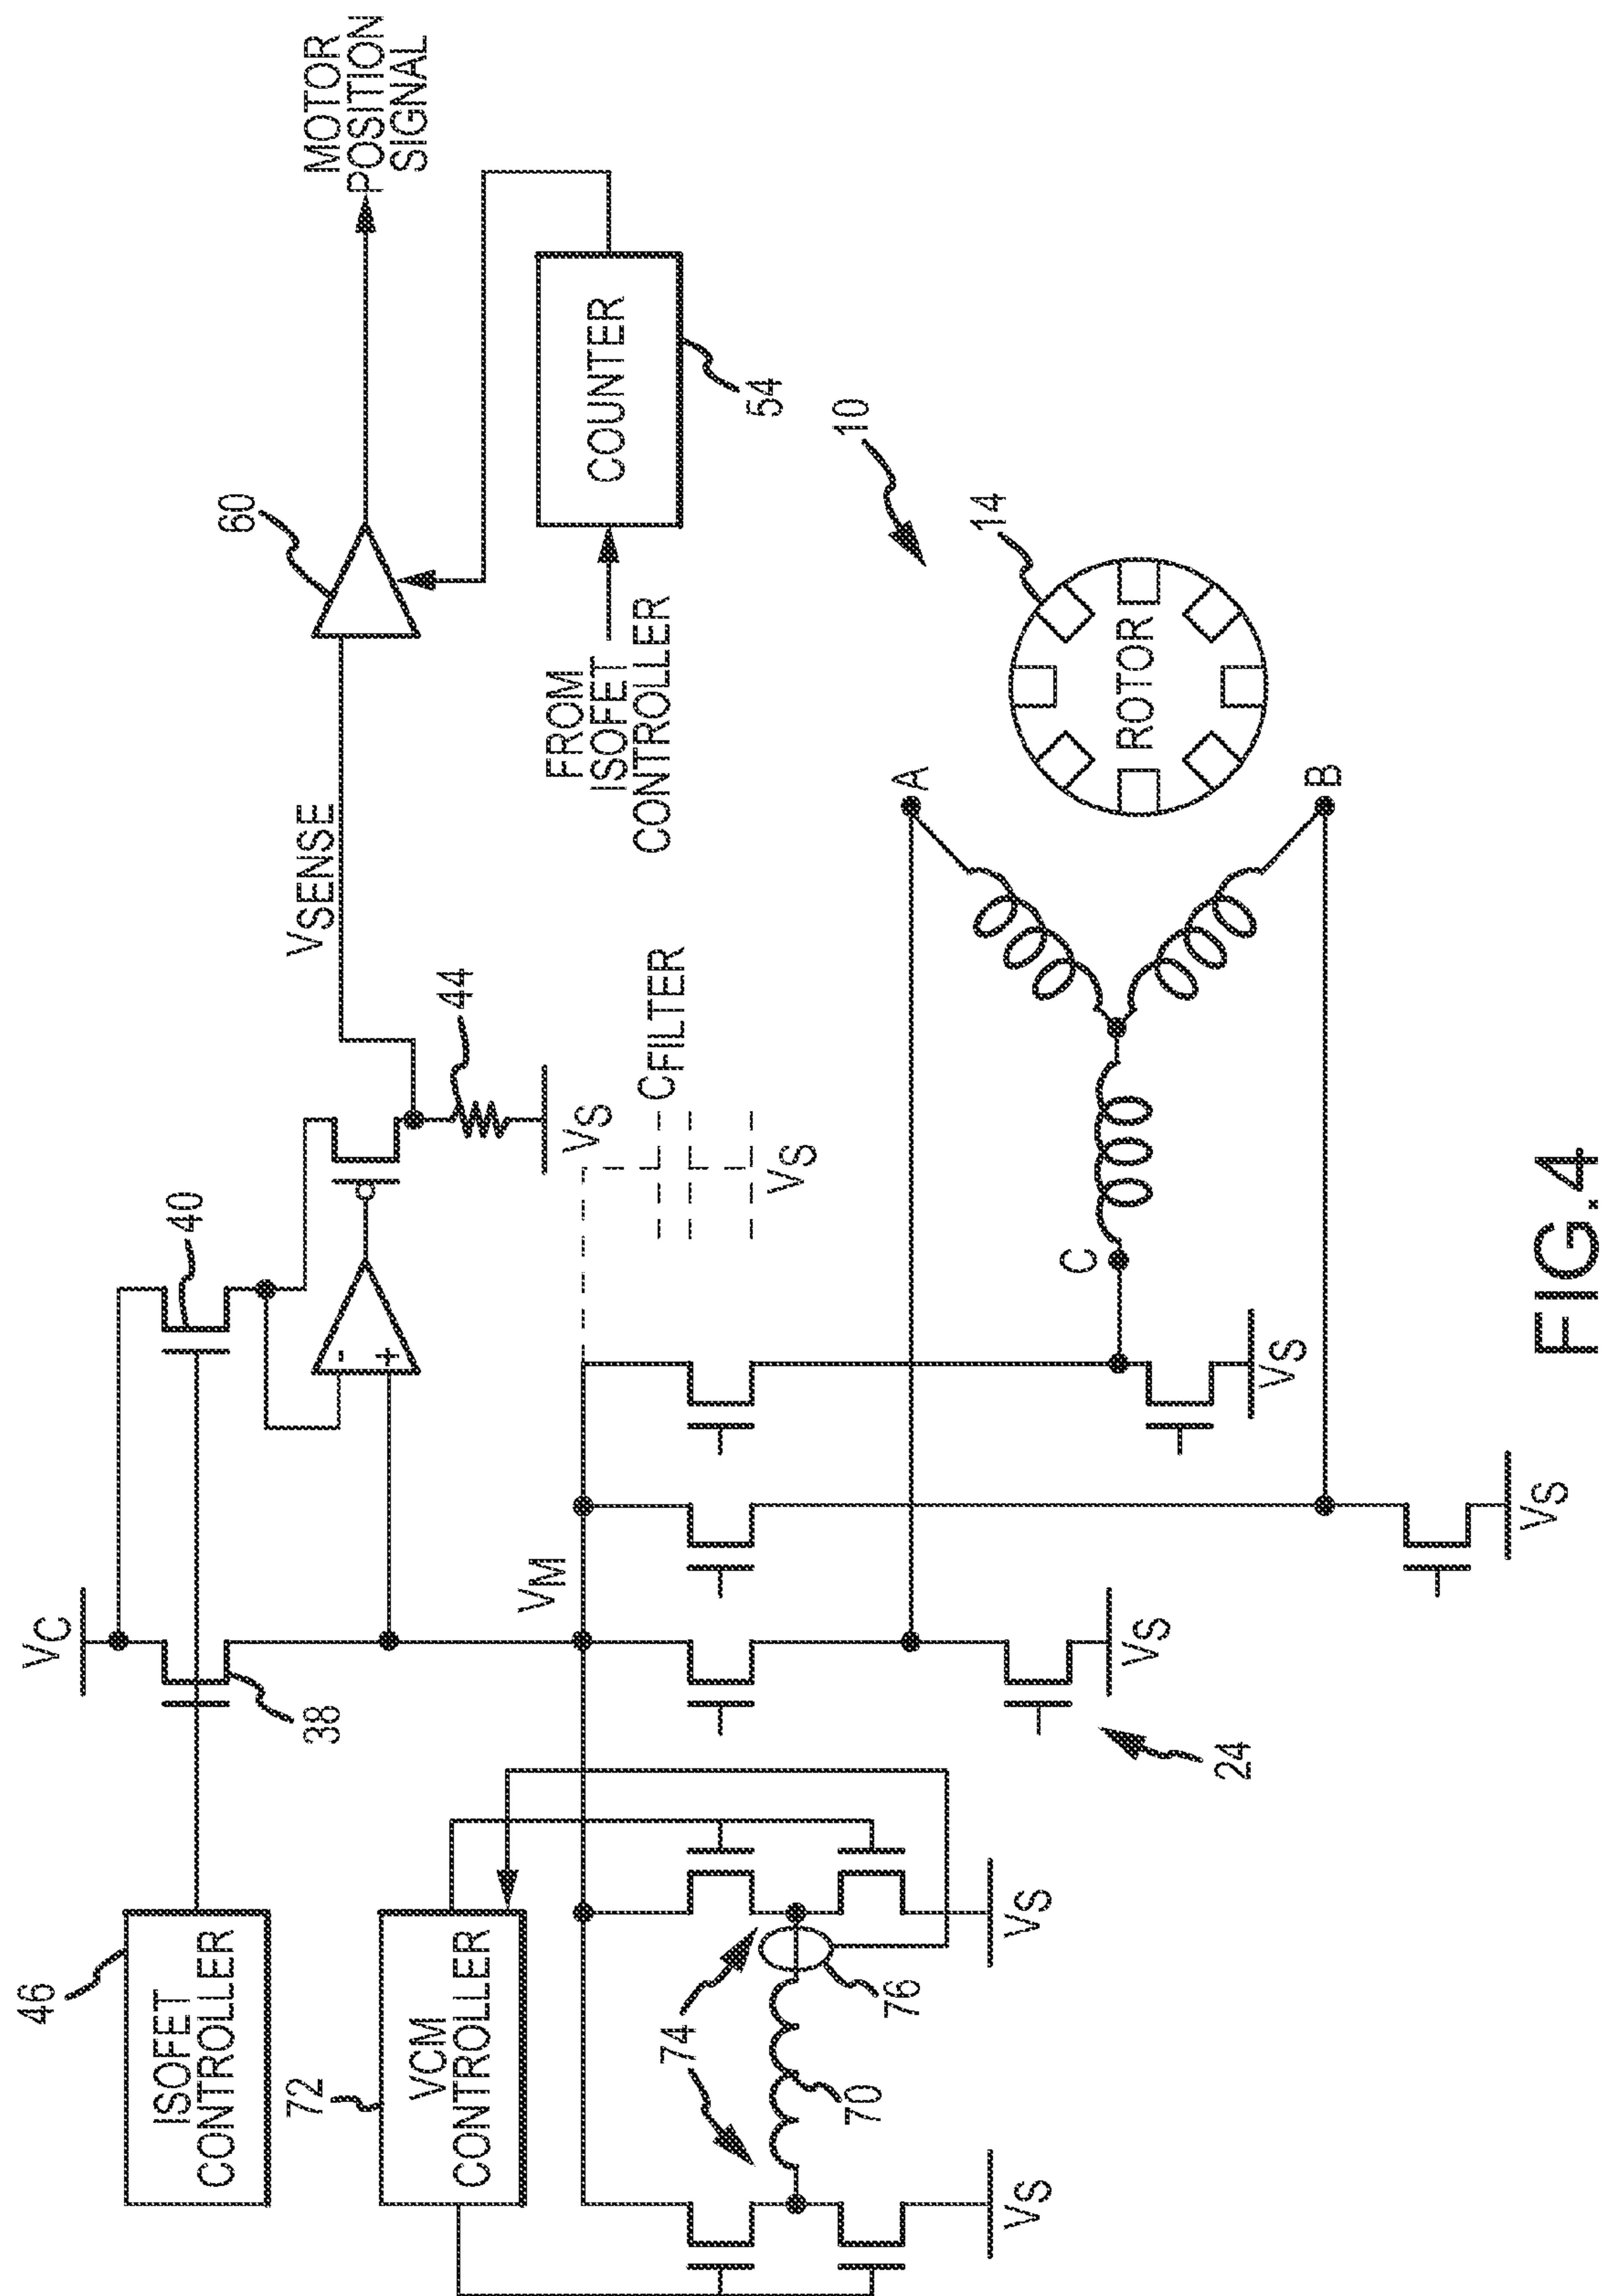 46
ISOFET
CONTROLLER
72
VCM
CONTROLLER
74
76
70
VS
VS
VC
38
40
-
+
VM
24
VS
VS
VS
44
VS
CFILTER
VS
VSENSE
60
MOTOR
POSITION
SIGNAL
FROM
ISOFET
CONTROLLER
COUNTER
54
10
14
ROTOR
A
B
C
FIG.4